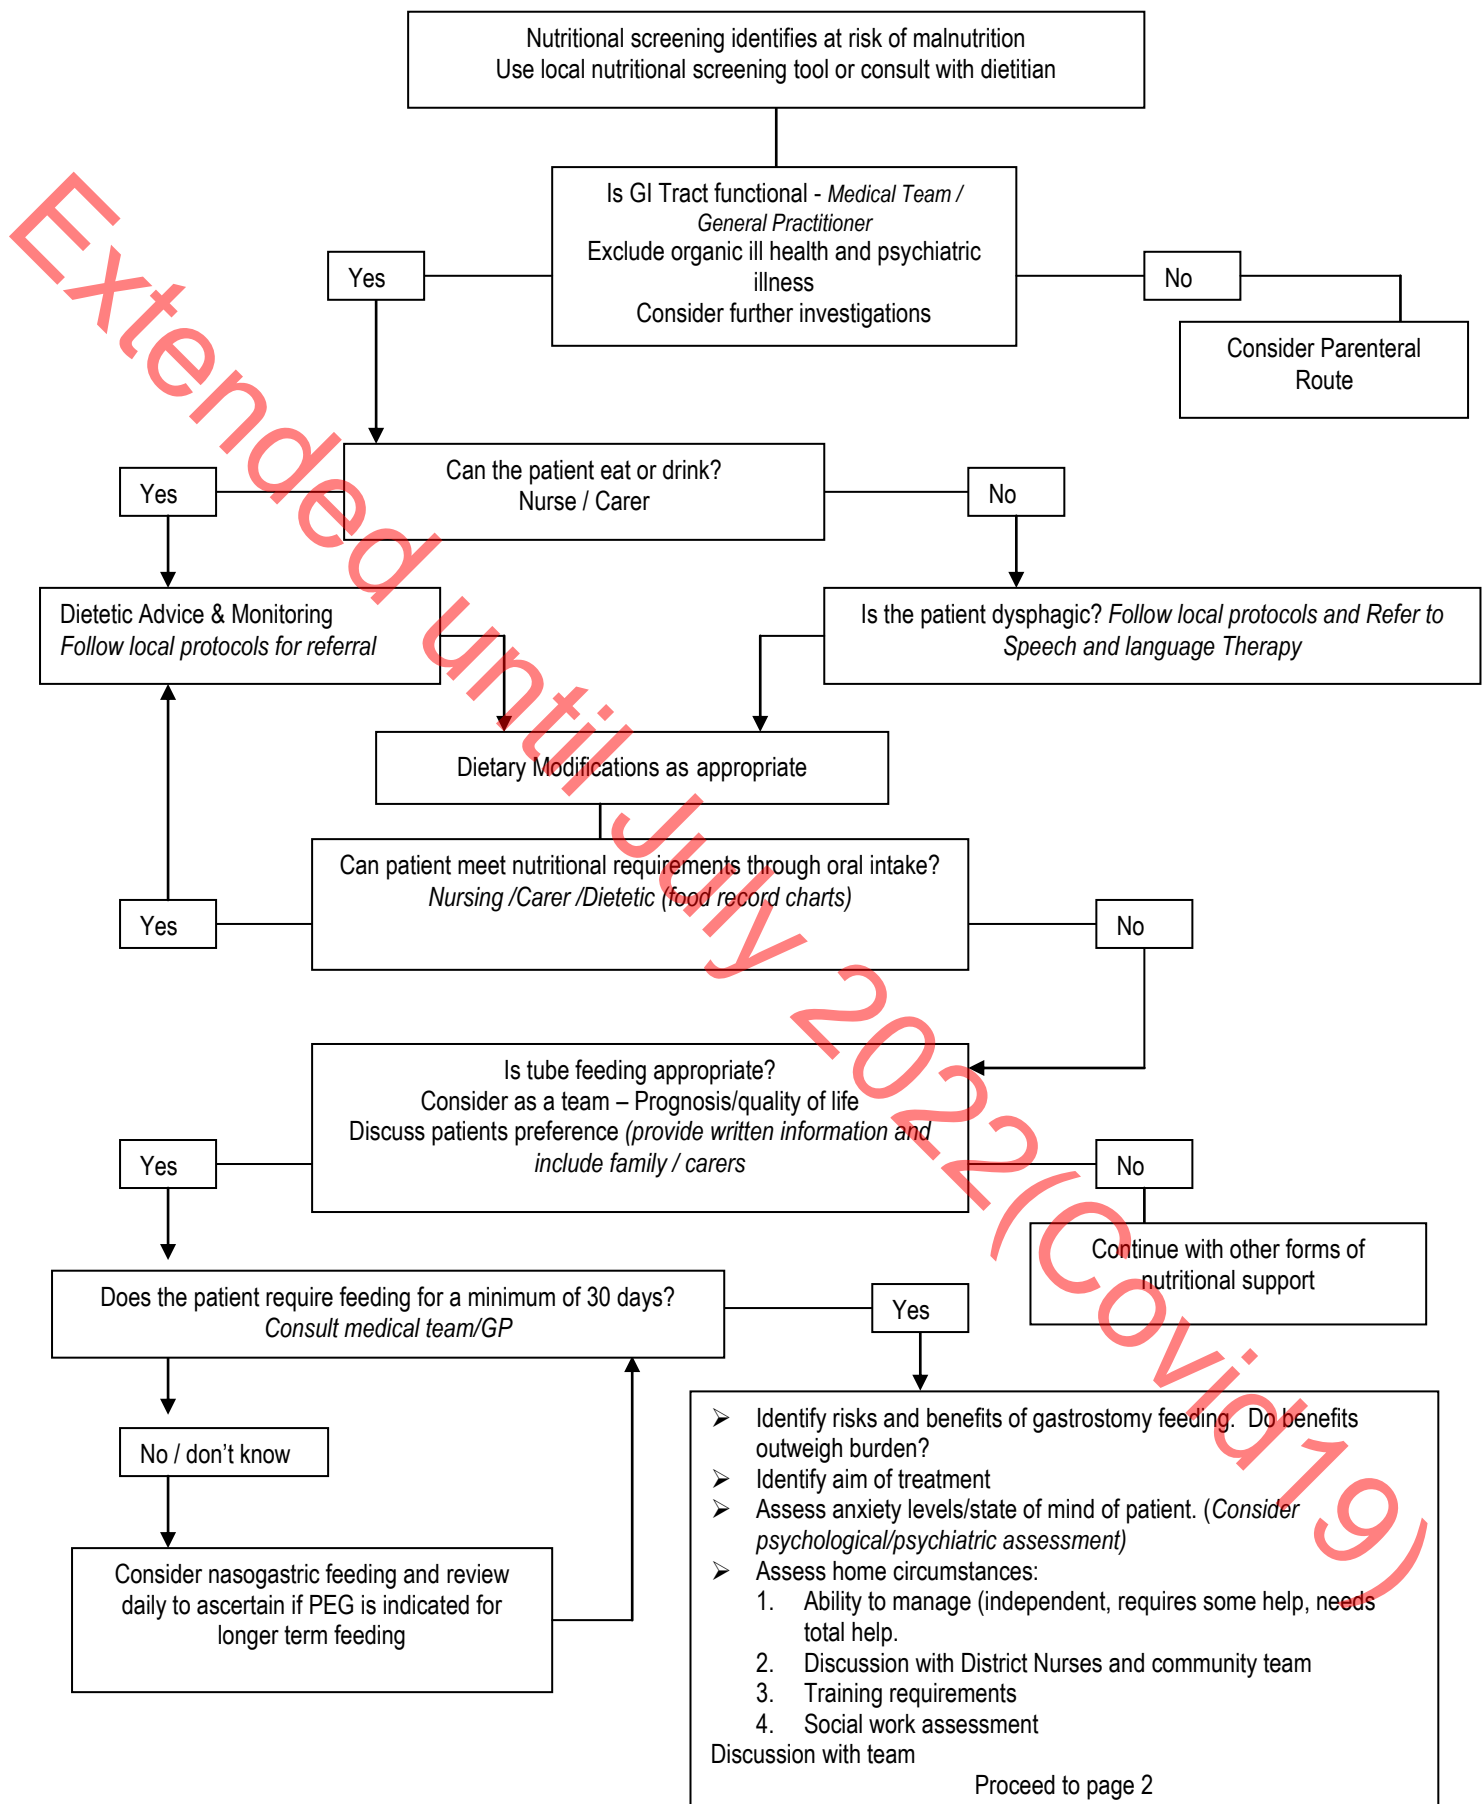 Nutritional screening identifies at risk of malnutrition
Use local nutritional screening tool or consult with dietitian
Is GI Tract functional - Medical Team /
General Practitioner
Exclude organic ill health and psychiatric
illness
Consider further investigations
Yes
No
Consider Parenteral
Route
Can the patient eat or drink?
Nurse / Carer
Yes
No
Dietetic Advice & Monitoring
Follow local protocols for referral
Is the patient dysphagic? Follow local protocols and Refer to
Speech and language Therapy
Dietary Modifications as appropriate
Can patient meet nutritional requirements through oral intake?
Nursing /Carer /Dietetic (food record charts)
Yes
No
Is tube feeding appropriate?
Consider as a team – Prognosis/quality of life
Discuss patients preference (provide written information and
include family / carers
Yes
No
Continue with other forms of
nutritional support
Does the patient require feeding for a minimum of 30 days?
Consult medical team/GP
Yes
No / don't know
Consider nasogastric feeding and review
daily to ascertain if PEG is indicated for
longer term feeding
➢ Identify risks and benefits of gastrostomy feeding. Do benefits
outweigh burden?
➢ Identify aim of treatment
➢ Assess anxiety levels/state of mind of patient. (Consider
psychological/psychiatric assessment)
➢ Assess home circumstances:
1. Ability to manage (independent, requires some help, needs
total help.
2. Discussion with District Nurses and community team
3. Training requirements
4. Social work assessment
Discussion with team
Proceed to page 2
Extended until July 2022(Covid19)